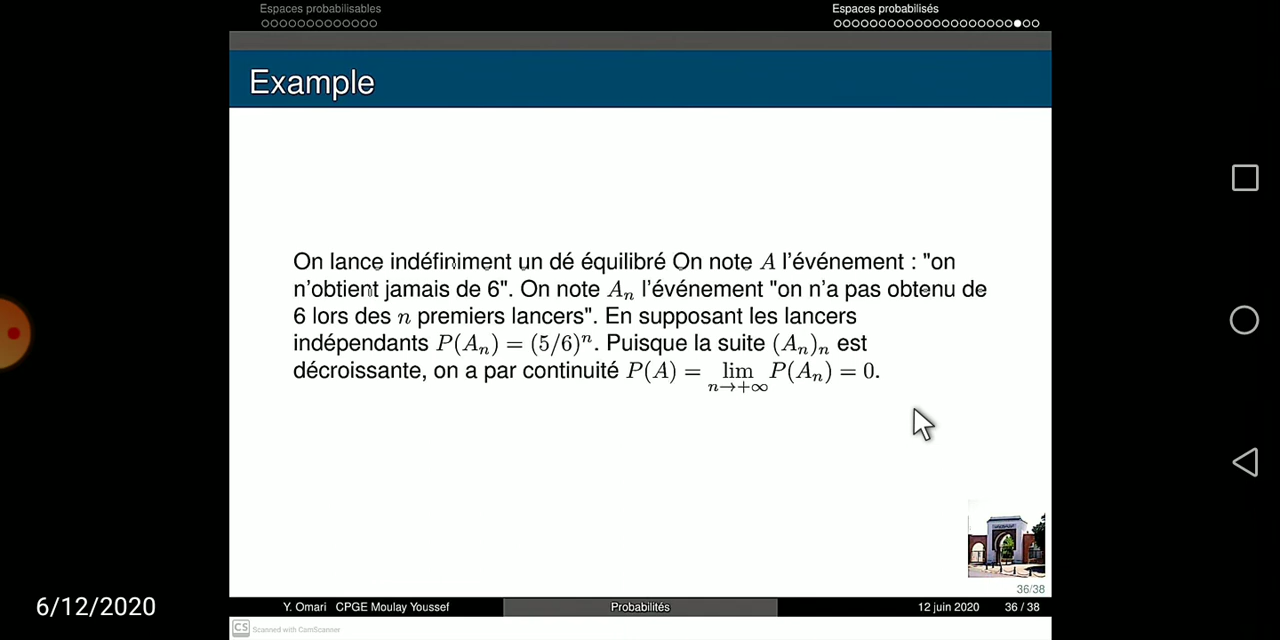 Espaces probabilisables
Espaces probabilisés
Example
On lance indéfiniment un dé équilibré On note A l'événement : "on
n'obtient jamais de 6". On note Aₙ l'événement "on n'a pas obtenu de
6 lors des n premiers lancers". En supposant les lancers
indépendants P(Aₙ) = (5/6)ⁿ. Puisque la suite (Aₙ)ₙ est
décroissante, on a par continuité P(A) = lim P(Aₙ) = 0.
n→+∞
36/38
6/12/2020
Y. Omari CPGE Moulay Youssef
Probabilités
12 juin 2020 36 / 38
CS Scanned with CamScanner